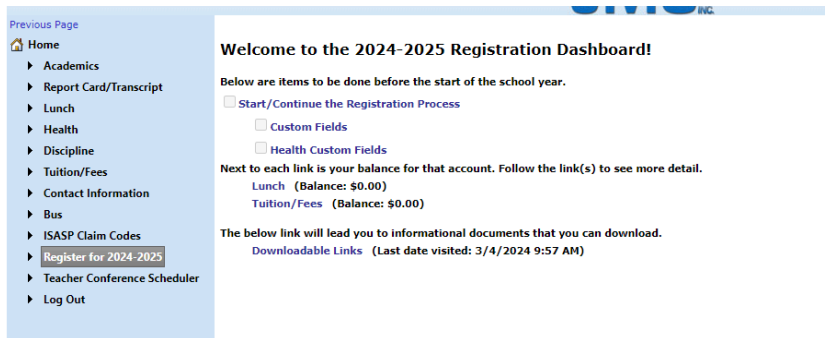 INC.
Previous Page
Home
Academics
Report Card/Transcript
Lunch
Health
Discipline
Tuition/Fees
Contact Information
Bus
ISASP Claim Codes
Register for 2024-2025
Teacher Conference Scheduler
Log Out
Welcome to the 2024-2025 Registration Dashboard!
Below are items to be done before the start of the school year.
Start/Continue the Registration Process
Custom Fields
Health Custom Fields
Next to each link is your balance for that account. Follow the link(s) to see more detail.
Lunch (Balance: $0.00)
Tuition/Fees (Balance: $0.00)
The below link will lead you to informational documents that you can download.
Downloadable Links (Last date visited: 3/4/2024 9:57 AM)